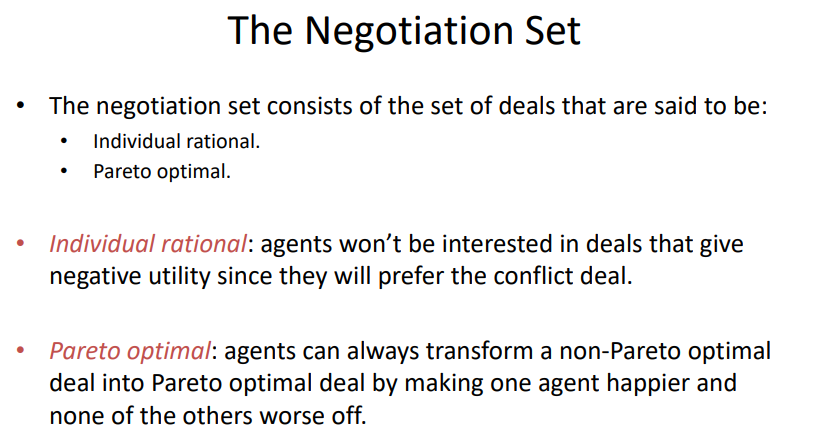 The Negotiation Set
• The negotiation set consists of the set of deals that are said to be:
• Individual rational.
• Pareto optimal.
• Individual rational: agents won't be interested in deals that give
negative utility since they will prefer the conflict deal.
• Pareto optimal: agents can always transform a non-Pareto optimal
deal into Pareto optimal deal by making one agent happier and
none of the others worse off.